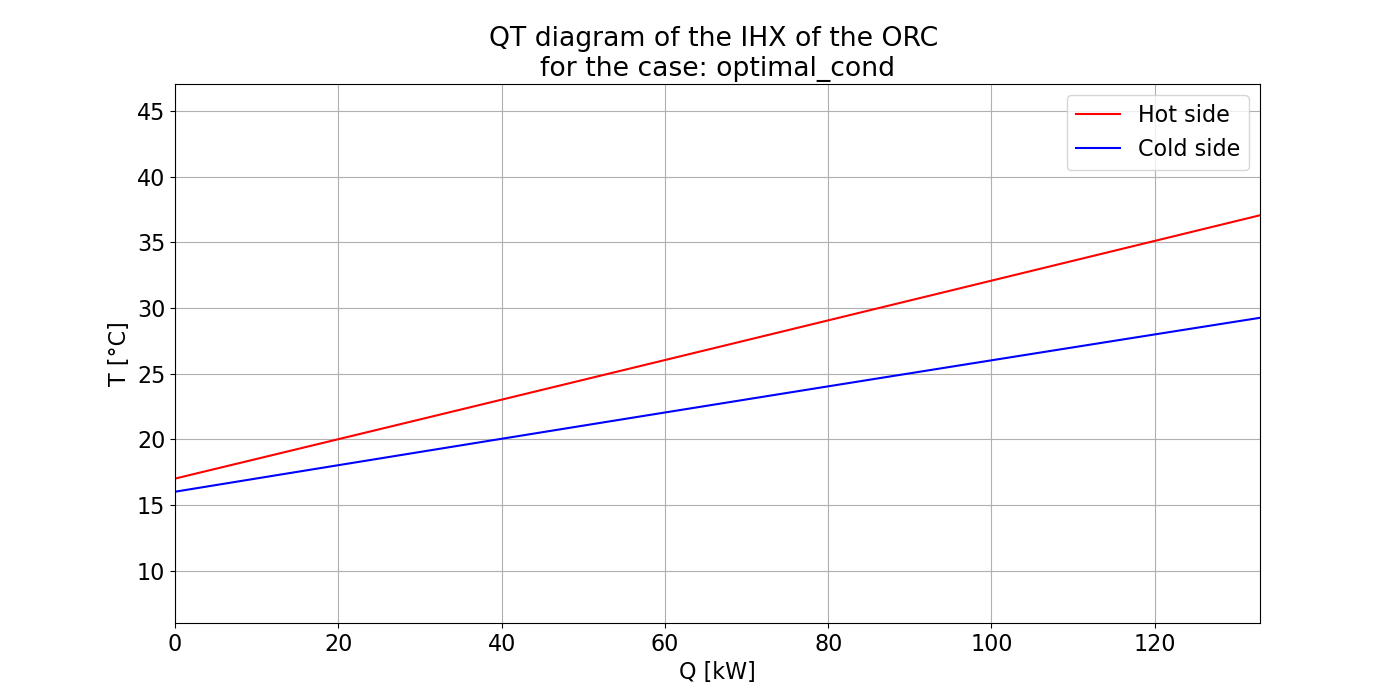 QT diagram of the IHX of the ORC
for the case: optimal_cond
Hot side
Cold side
45
40
35
30
25
20
15
10
T [°C]
0 20 40 60 80 100 120
Q [kW]